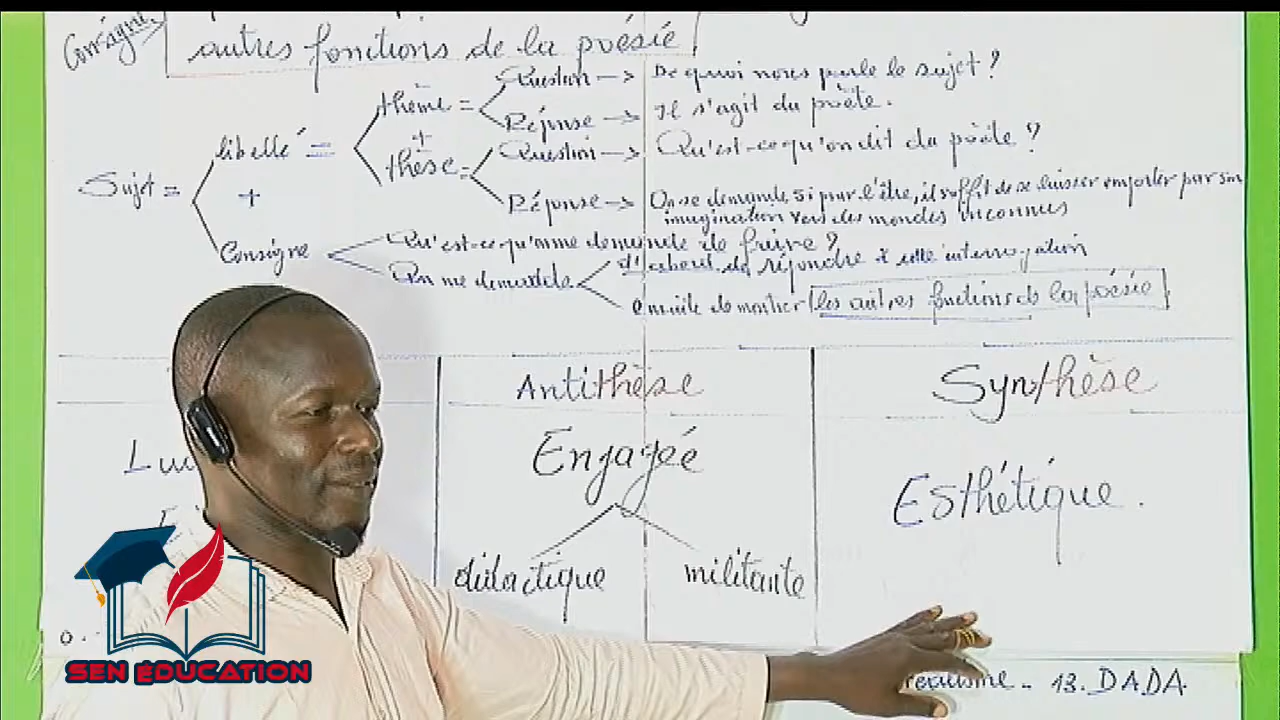 Consigne
autres fonctions de la poésie
Question → De quoi nous parle le sujet ?
thème =
Réponse → Il s'agit du poète.
libellé =
+
Question → Qu'est-ce qu'on dit du poète ?
thèse =
Sujet =
+
Réponse → On se demande, si pour l'être, il suffit de se laisser emporter par son
imagination vers des mondes inconnus
Consigne
Qu'est-ce qu'on me demande de faire ?
On me demande
d'abord de répondre à cette interrogation
ensuite de montrer les autres fonctions de la poésie
Antithèse
Synthèse
Engagée
Esthétique.
didactique
militante
SEN ÉDUCATION
13. DADA.